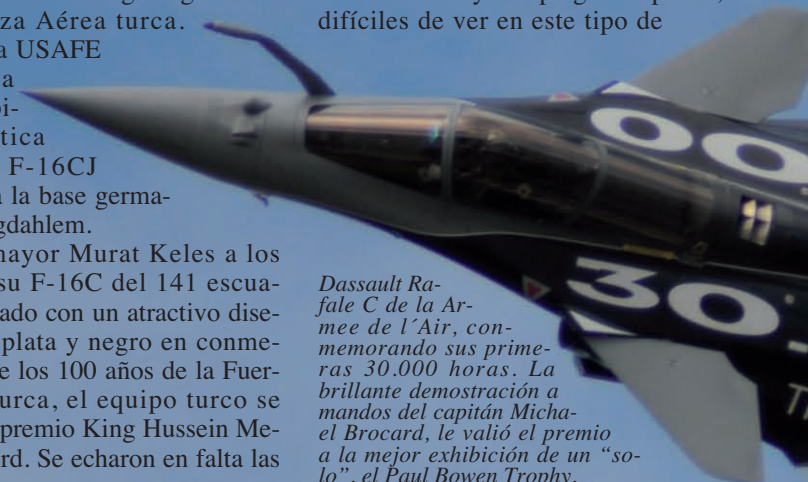 za Aérea turca.
a USAFE
a
bi-
tica
F-16CJ
la base germa-
gdahlem.
mayor Murat Keles a los
su F-16C del 141 escua-
ado con un atractivo dise-
plata y negro en conme-
e los 100 años de la Fuer-
urca, el equipo turco se
premio King Hussein Me-
rd. Se echaron en falta las
difíciles de ver en este tipo de
Dassault Ra-
fale C de la Ar-
mee de l´Air, con-
memorando sus prime-
ras 30.000 horas. La
brillante demostración a
mandos del capitán Micha-
el Brocard, le valió el premio
a la mejor exhibición de un “so-
lo”, el Paul Bowen Trophy.
00
30.